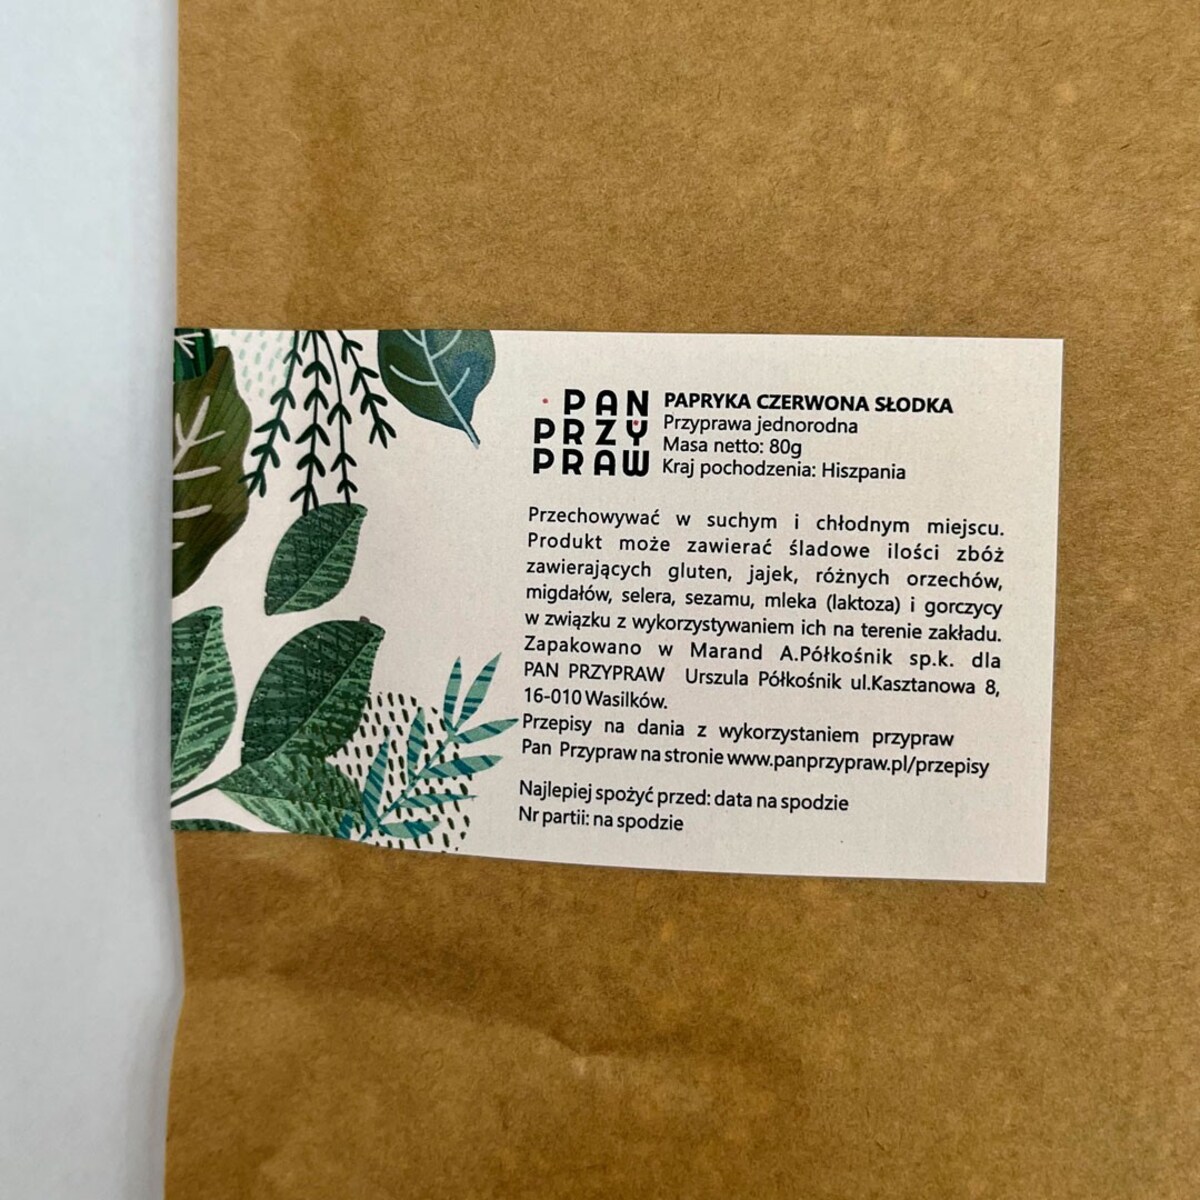 PAN
PRZY
PRAW
PAPRYKA CZERWONA SŁODKA
Przyprawa jednorodna
Masa netto: 80g
Kraj pochodzenia: Hiszpania
Przechowywać w suchym i chłodnym miejscu.
Produkt może zawierać śladowe ilości zbóż
zawierających gluten, jajek, różnych orzechów,
migdałów, selera, sezamu, mleka (laktoza) i gorczycy
w związku z wykorzystywaniem ich na terenie zakładu.
Zapakowano w Marand A.Półkośnik sp.k. dla
PAN PRZYPRAW Urszula Półkośnik ul.Kasztanowa 8,
16-010 Wasilków.
Przepisy na dania z wykorzystaniem przypraw
Pan Przypraw na stronie www.panprzypraw.pl/przepisy
Najlepiej spożyć przed: data na spodzie
Nr partii: na spodzie